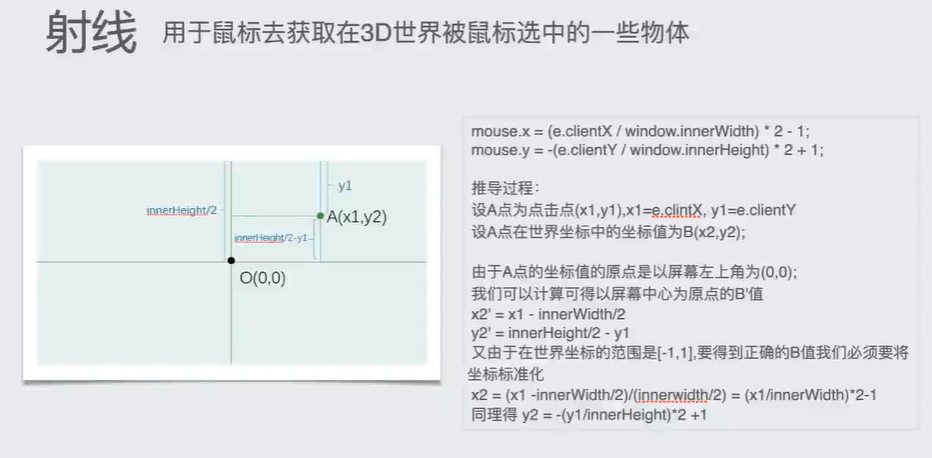 射线
用于鼠标去获取在3D世界被鼠标选中的一些物体
innerHeight/2
y1
A(x1,y2)
innerHeight/2-y1
O(0,0)
mouse.x = (e.clientX / window.innerWidth) * 2 - 1;
mouse.y = -(e.clientY / window.innerHeight) * 2 + 1;
推导过程：
设A点为点击点(x1,y1),x1=e.clintX, y1=e.clientY
设A点在世界坐标中的坐标值为B(x2,y2);
由于A点的坐标值的原点是以屏幕左上角为(0,0);
我们可以计算可得以屏幕中心为原点的B'值
x2' = x1 - innerWidth/2
y2' = innerHeight/2 - y1
又由于在世界坐标的范围是[-1,1],要得到正确的B值我们必须要将
坐标标准化
x2 = (x1 -innerWidth/2)/(innerwidth/2) = (x1/innerWidth)*2-1
同理得 y2 = -(y1/innerHeight)*2 +1